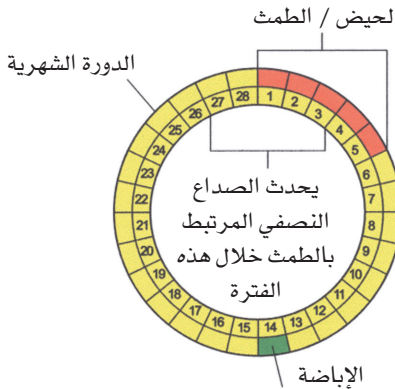 لحيض / الطمث
الدورة الشهرية
28 1 2 3 4 5 6 7 8 9 10 11 12 13 14 15 16 17 18 19 20 21 22 23 24 25 26 27
يحدث الصداع
النصفي المرتبط
بالطمث خلال هذه
الفترة
الإباضة